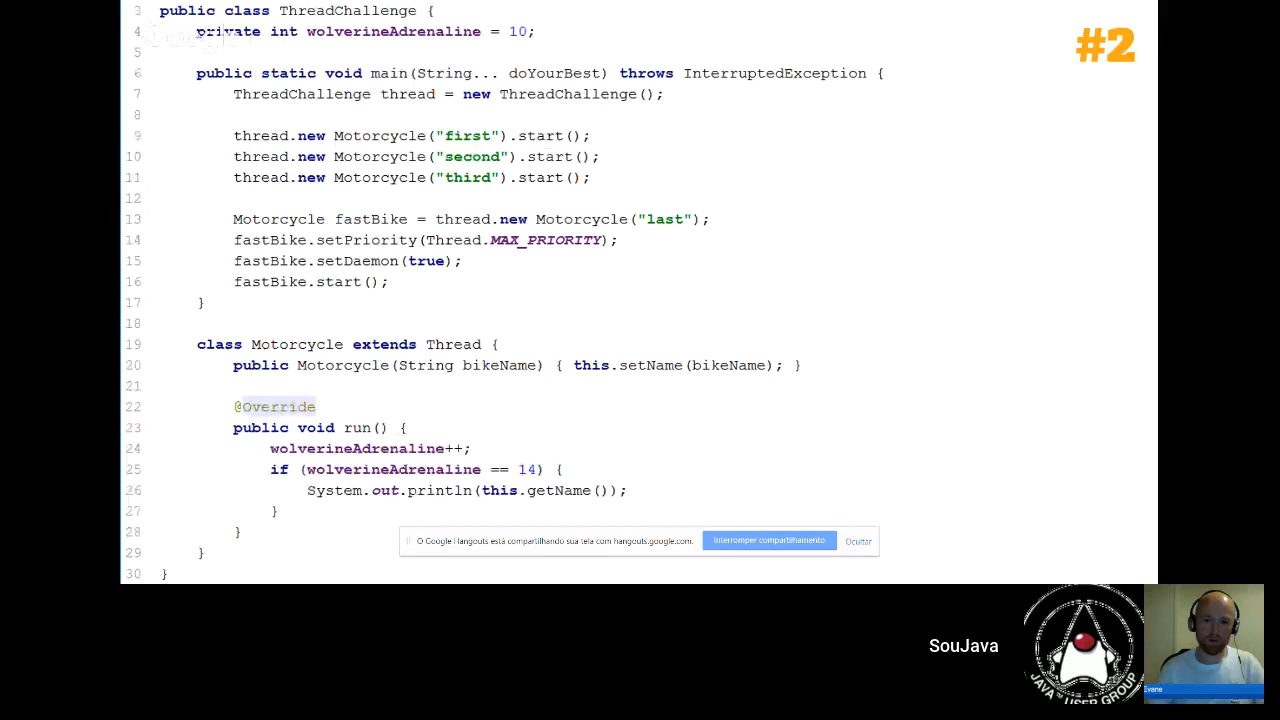 3 public class ThreadChallenge {
4 private int wolverineAdrenaline = 10;
5
6 public static void main(String... doYourBest) throws InterruptedException {
7 ThreadChallenge thread = new ThreadChallenge();
8
9 thread.new Motorcycle("first").start();
10 thread.new Motorcycle("second").start();
11 thread.new Motorcycle("third").start();
12
13 Motorcycle fastBike = thread.new Motorcycle("last");
14 fastBike.setPriority(Thread.MAX_PRIORITY);
15 fastBike.setDaemon(true);
16 fastBike.start();
17 }
18
19 class Motorcycle extends Thread {
20 public Motorcycle(String bikeName) { this.setName(bikeName); }
21
22 @Override
23 public void run() {
24 wolverineAdrenaline++;
25 if (wolverineAdrenaline == 14) {
26 System.out.println(this.getName());
27 }
28 }
29 }
30 }
#2
Google
O Google Hangouts está compartilhando sua tela com hangouts.google.com.
Interromper compartilhamento
Ocultar
SouJava
JAVA™ USER GROUP
Evans